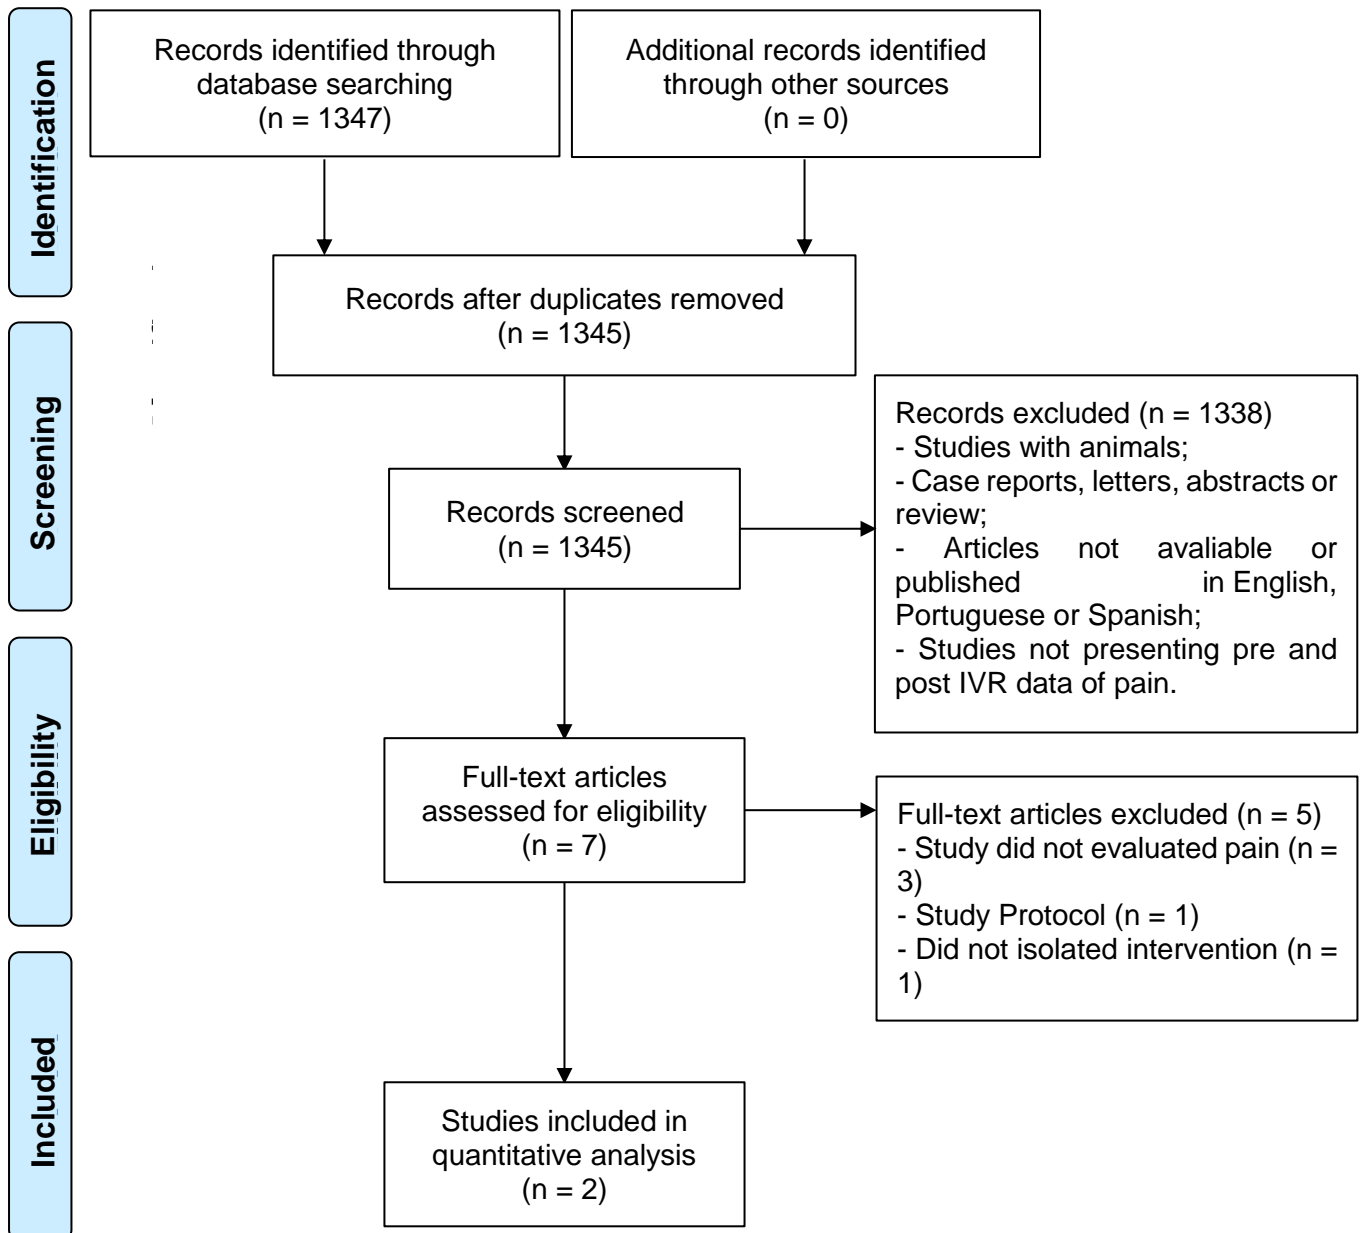 Identification
Records identified through
database searching
(n = 1347)
Additional records identified
through other sources
(n = 0)
Records after duplicates removed
(n = 1345)
Screening
Records screened
(n = 1345)
Records excluded (n = 1338)
- Studies with animals;
- Case reports, letters, abstracts or
review;
- Articles not avaliable or
published in English,
Portuguese or Spanish;
- Studies not presenting pre and
post IVR data of pain.
Eligibility
Full-text articles
assessed for eligibility
(n = 7)
Full-text articles excluded (n = 5)
- Study did not evaluated pain (n =
3)
- Study Protocol (n = 1)
- Did not isolated intervention (n =
1)
Included
Studies included in
quantitative analysis
(n = 2)